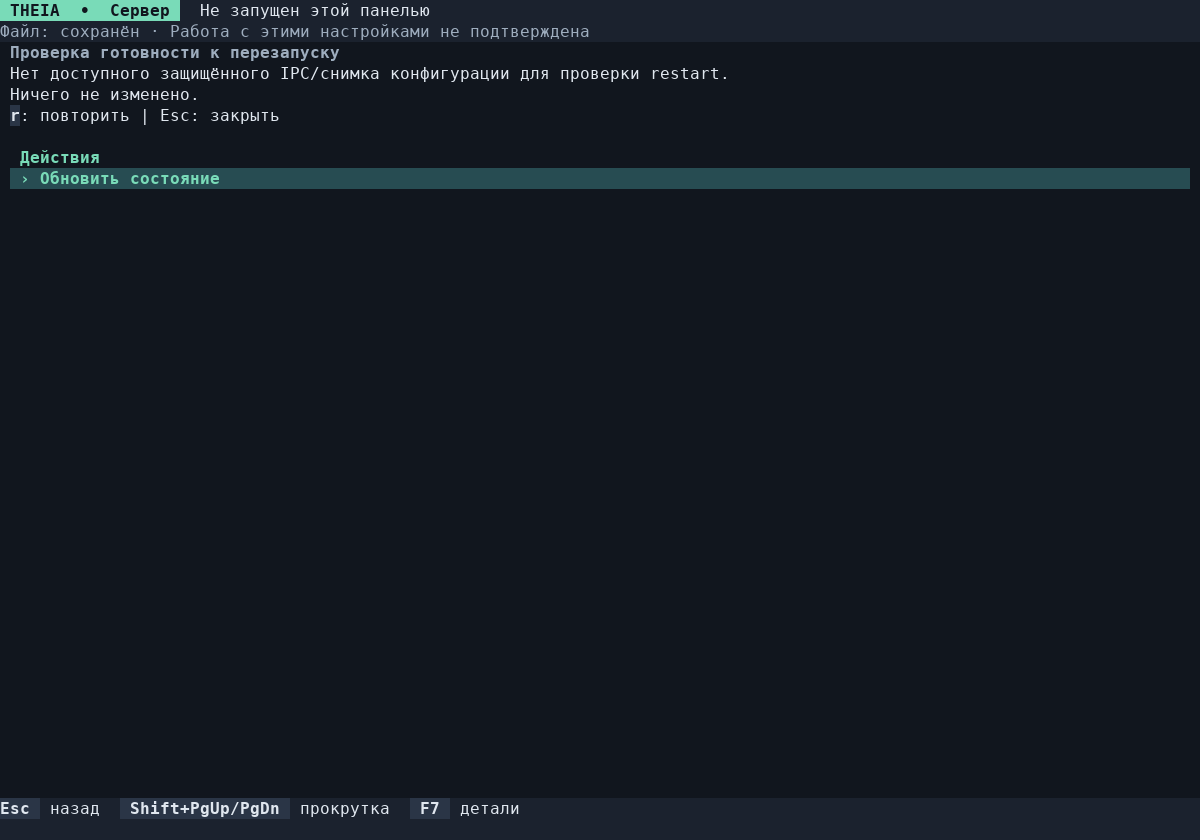 THEIA • Сервер Не запущен этой панелью
Файл: сохранён · Работа с этими настройками не подтверждена
Проверка готовности к перезапуску
Нет доступного защищённого IPC/снимка конфигурации для проверки restart.
Ничего не изменено.
r: повторить | Esc: закрыть
Действия
› Обновить состояние
Esc назад Shift+PgUp/PgDn прокрутка F7 детали